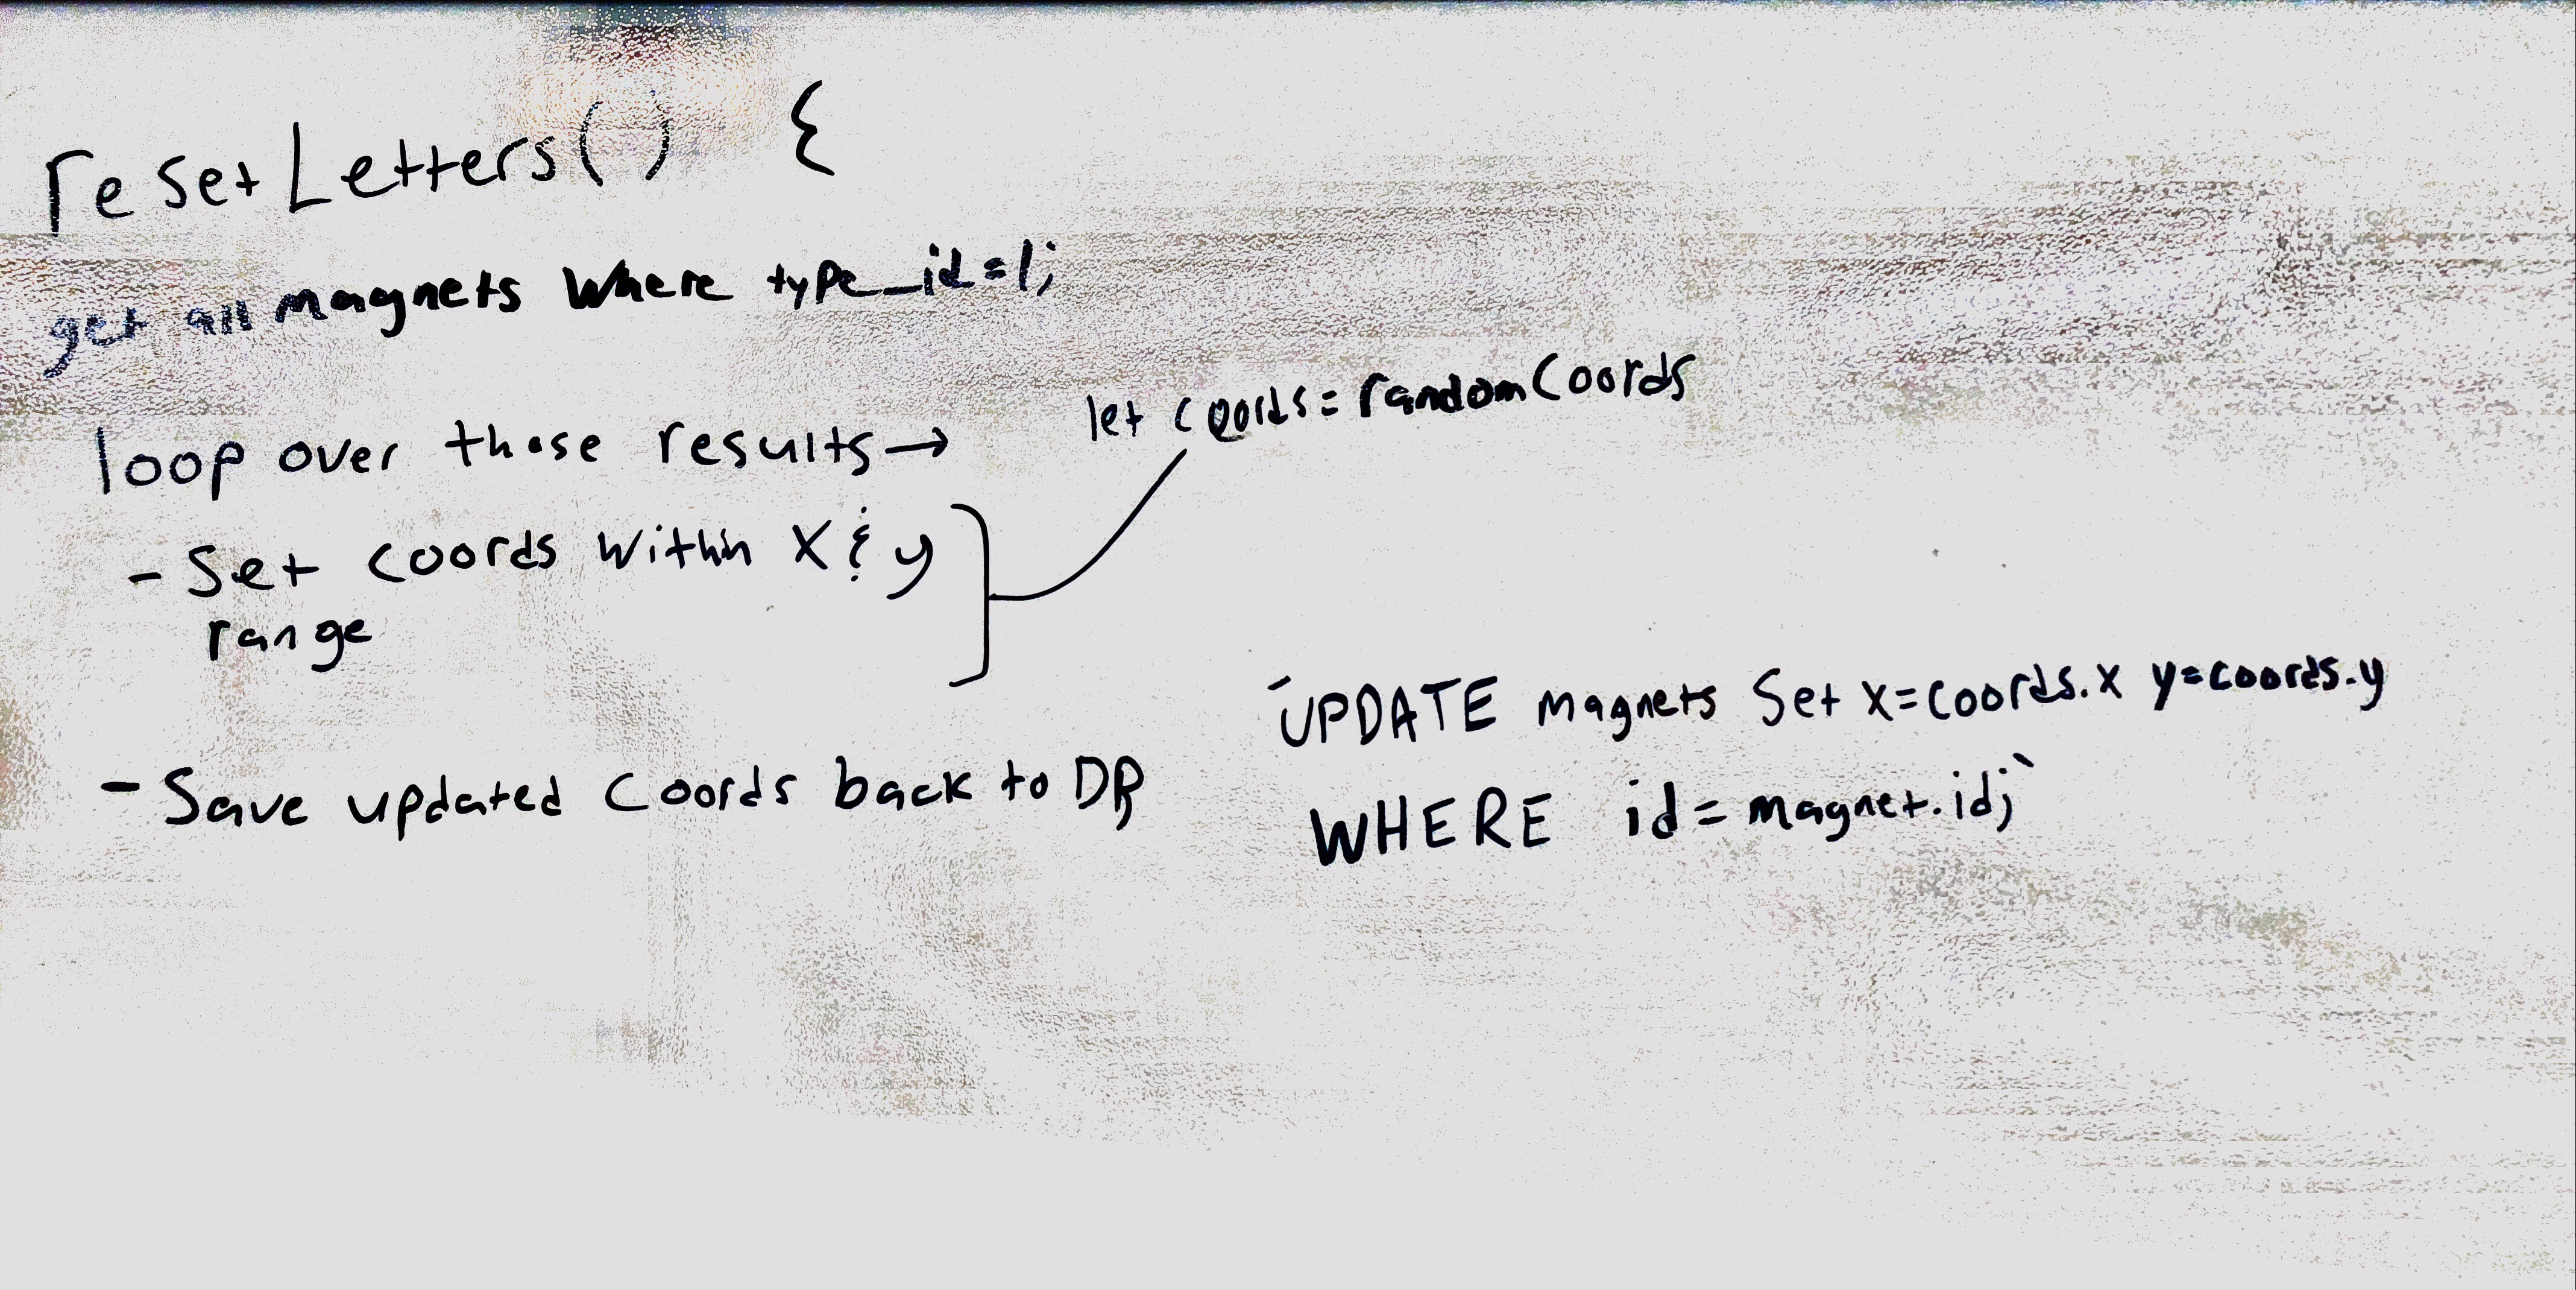 resetLetters() {
get all magnets Where type_id=1;
loop over those results→
let coords=randomCoords
- Set coords within X & y
range
`UPDATE magnets Set x=coords.x y=coords.y
WHERE id=magnet.id;`
- Save updated coords back to DB